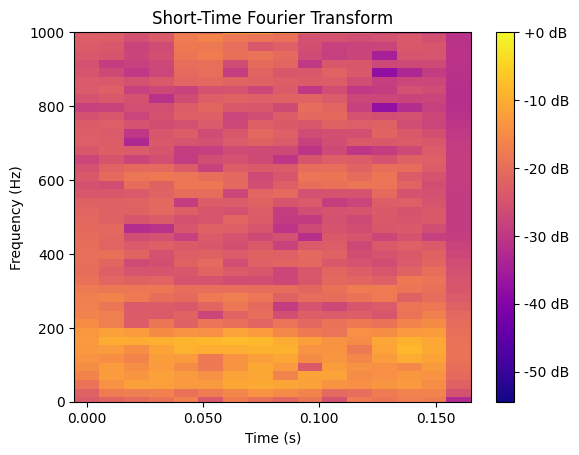 Short-Time Fourier Transform
1000
800
600
400
200
0
Frequency (Hz)
0.000
0.050
0.100
0.150
Time (s)
+0 dB
-10 dB
-20 dB
-30 dB
-40 dB
-50 dB